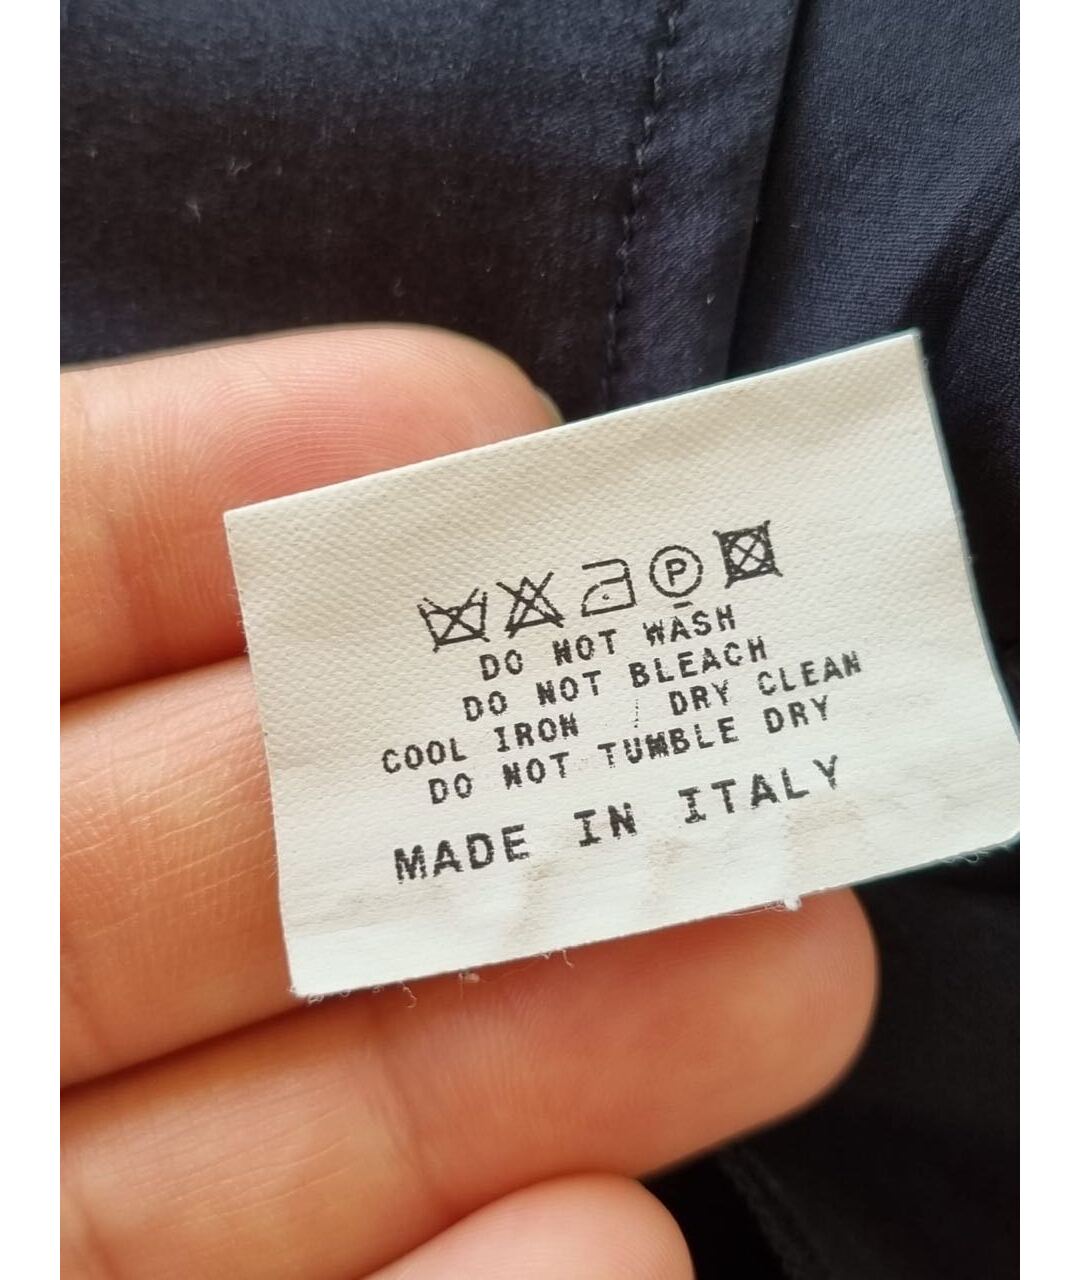 P
DO NOT WASH
DO NOT BLEACH
COOL IRON DRY CLEAN
DO NOT TUMBLE DRY
MADE IN ITALY